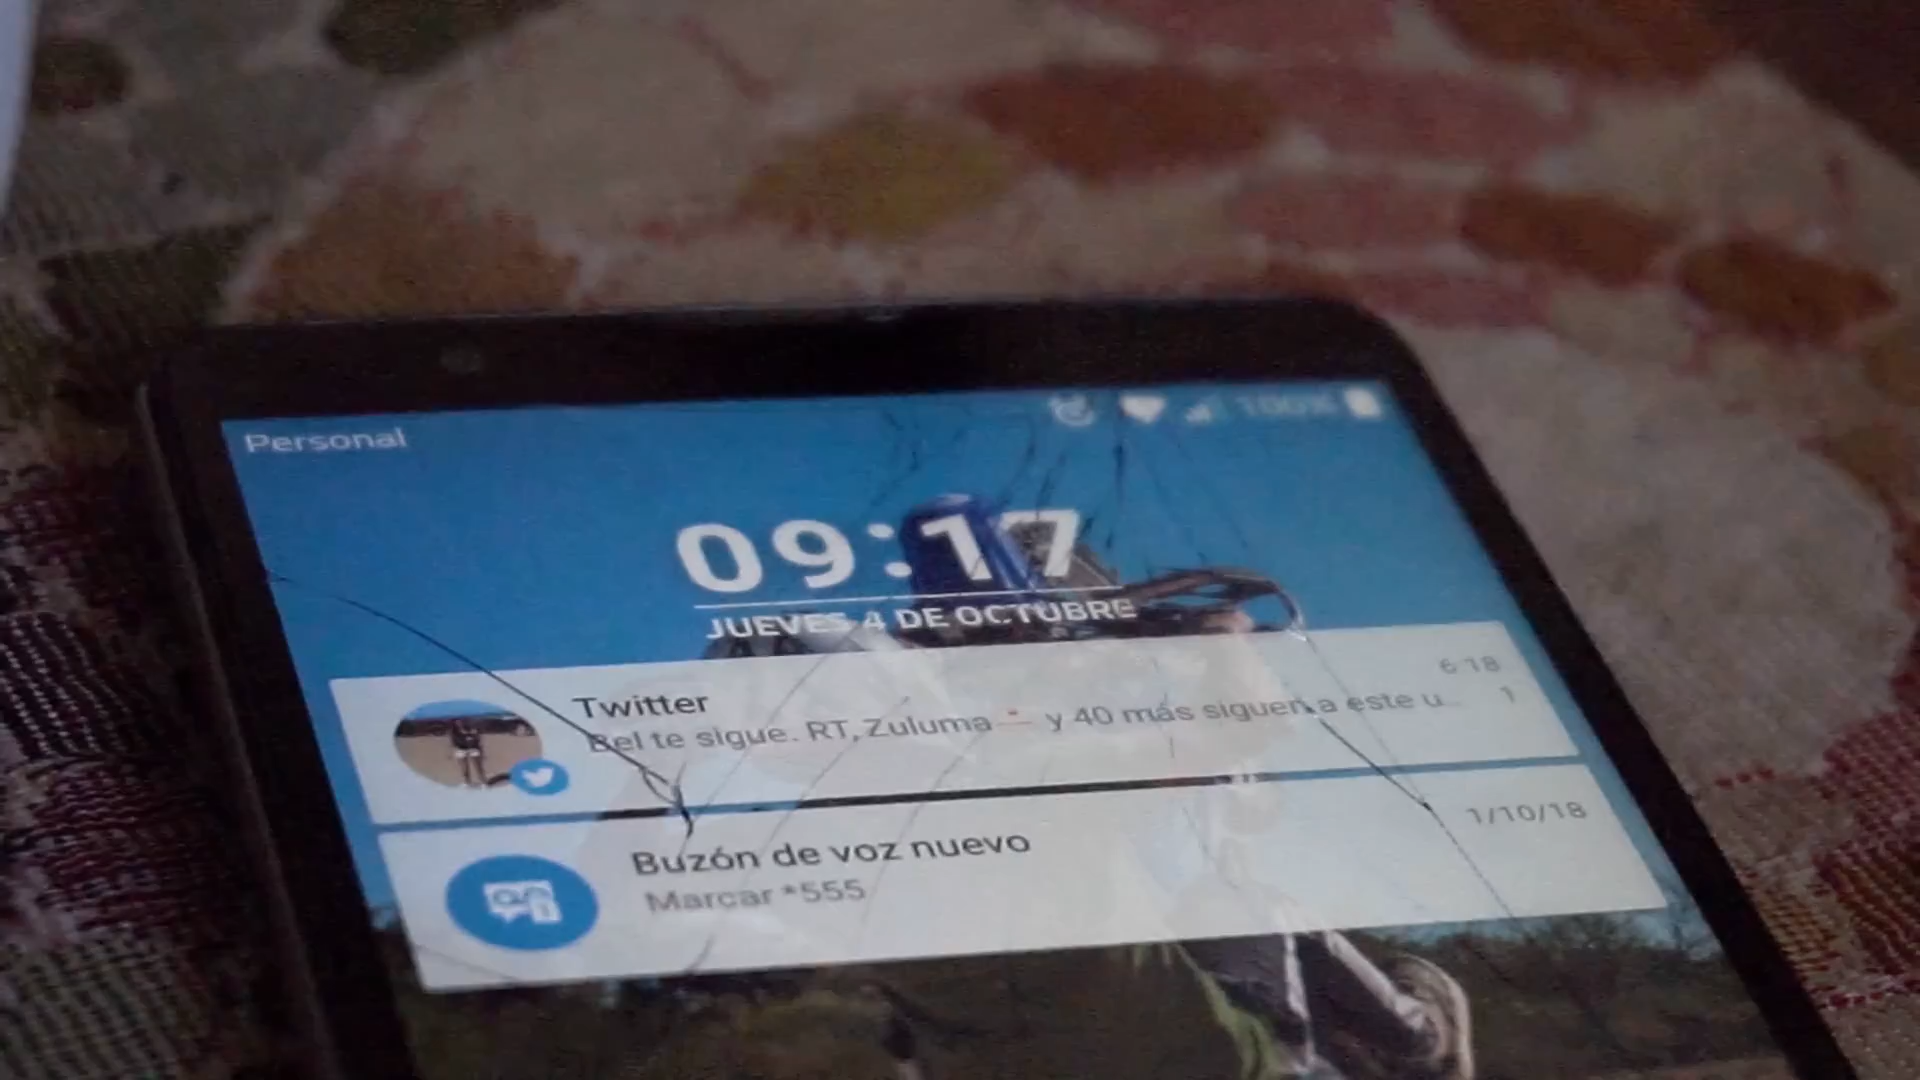 Personal
100%
09:17
JUEVES 4 DE OCTUBRE
Twitter
6:18
Bel te sigue. RT, Zuluma y 40 más siguen a este u...
1
Buzón de voz nuevo
1/10/18
Marcar *555